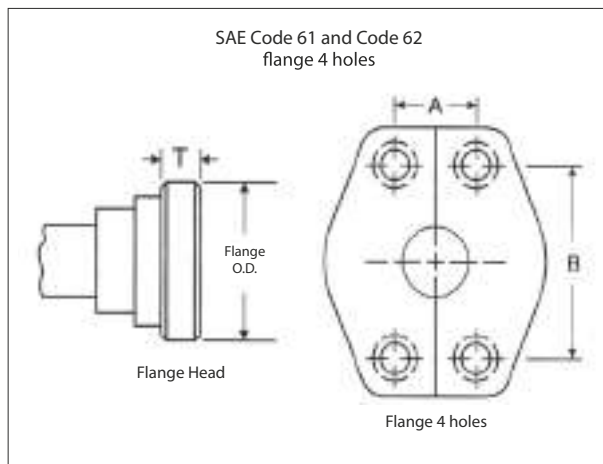 SAE Code 61 and Code 62
flange 4 holes
A
T
Flange
O.D.
B
Flange Head
Flange 4 holes